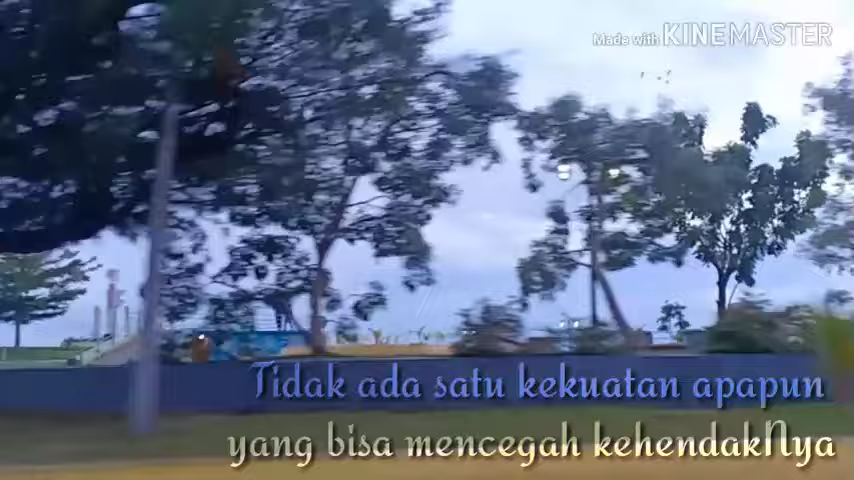 Made with KINEMASTER
Tidak ada satu kekuatan apapun
yang bisa mencegah kehendakNya